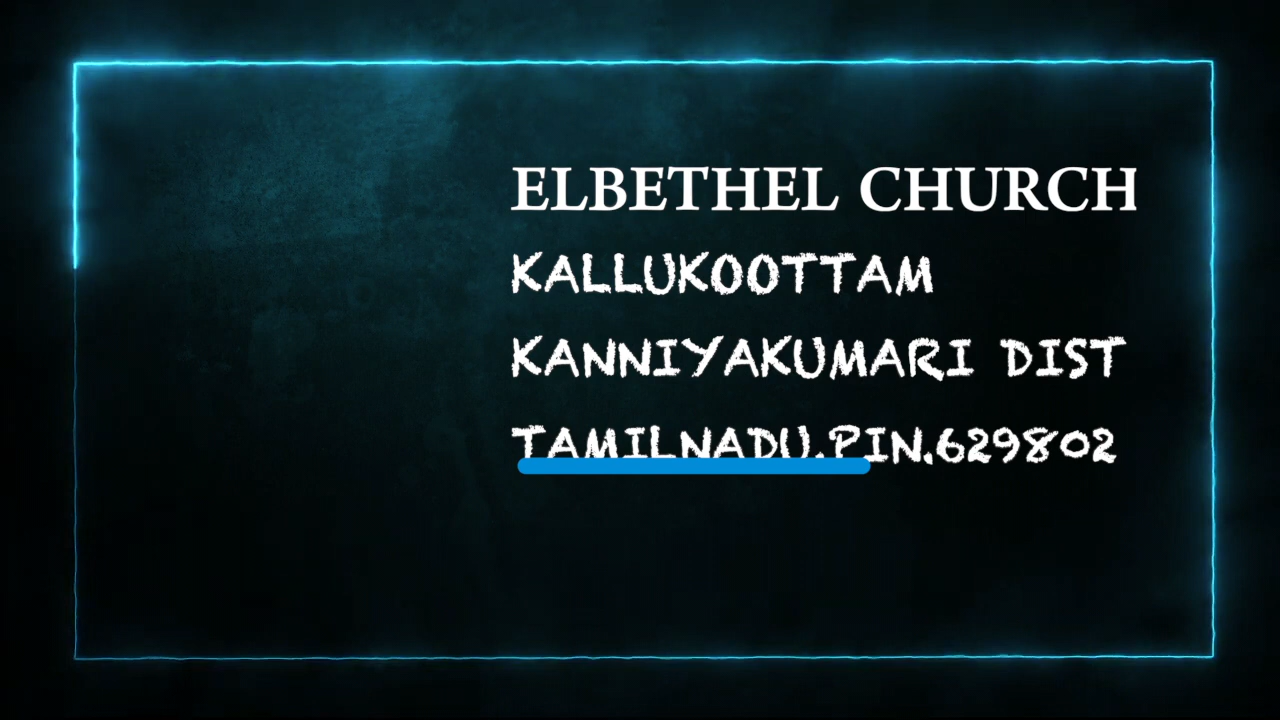 ELBETHEL CHURCH
KALLUKOOTTAM
KANNIYAKUMARI DIST
TAMILNADU.PIN.629802